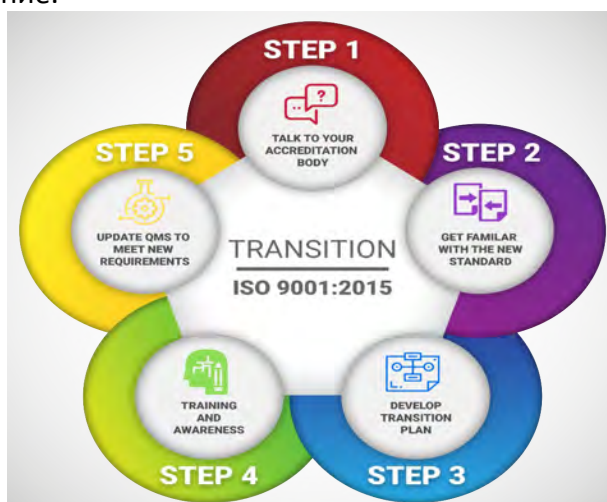 ние.
STEP 1
TALK TO YOUR
ACCREDITATION
BODY
STEP 2
GET FAMILAR
WITH THE NEW
STANDARD
STEP 3
DEVELOP
TRANSITION
PLAN
STEP 4
TRAINING
AND
AWARENESS
STEP 5
UPDATE QMS TO
MEET NEW
REQUIREMENTS
TRANSITION
ISO 9001:2015